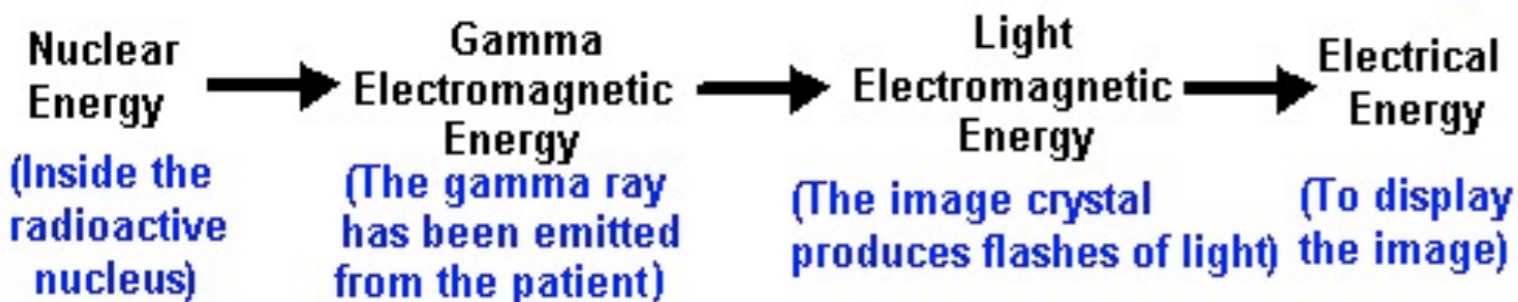 Nuclear
Energy
(Inside the
radioactive
nucleus)
Gamma
Electromagnetic
Energy
(The gamma ray
has been emitted
from the patient)
Light
Electromagnetic
Energy
(The image crystal
produces flashes of light)
Electrical
Energy
(To display
the image)